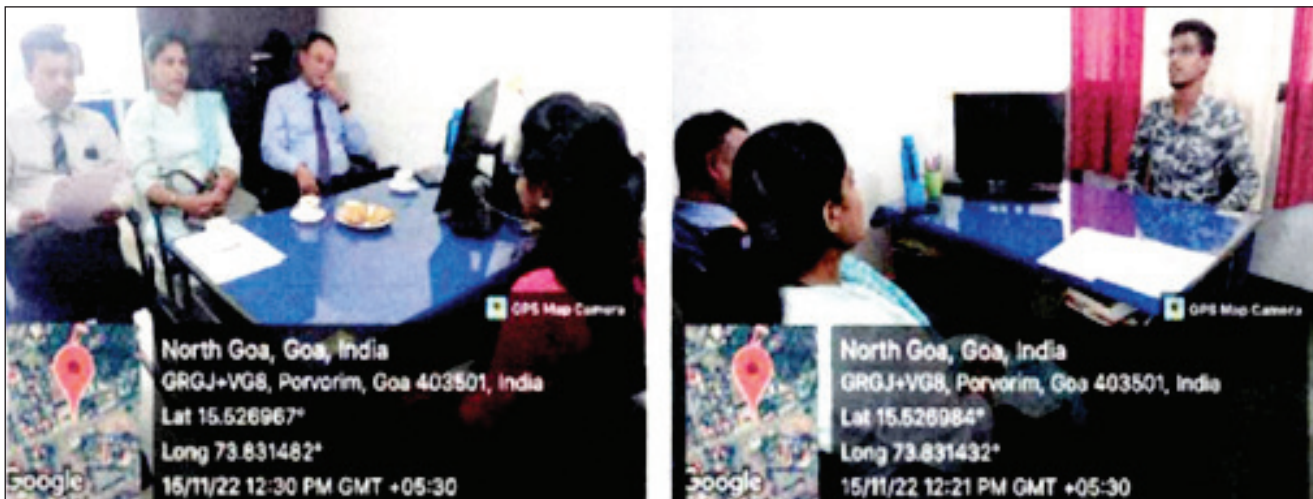 GPS Map Camera
North Goa, Goa, India
GRGJ+VG8, Porvorim, Goa 403501, India
Lat 15.526967°
Long 73.831482°
15/11/22 12:30 PM GMT +05:30
Google
GPS Map Camera
North Goa, Goa, India
GRGJ+VG8, Porvorim, Goa 403501, India
Lat 15.526984°
Long 73.831432°
15/11/22 12:21 PM GMT +05:30
Google